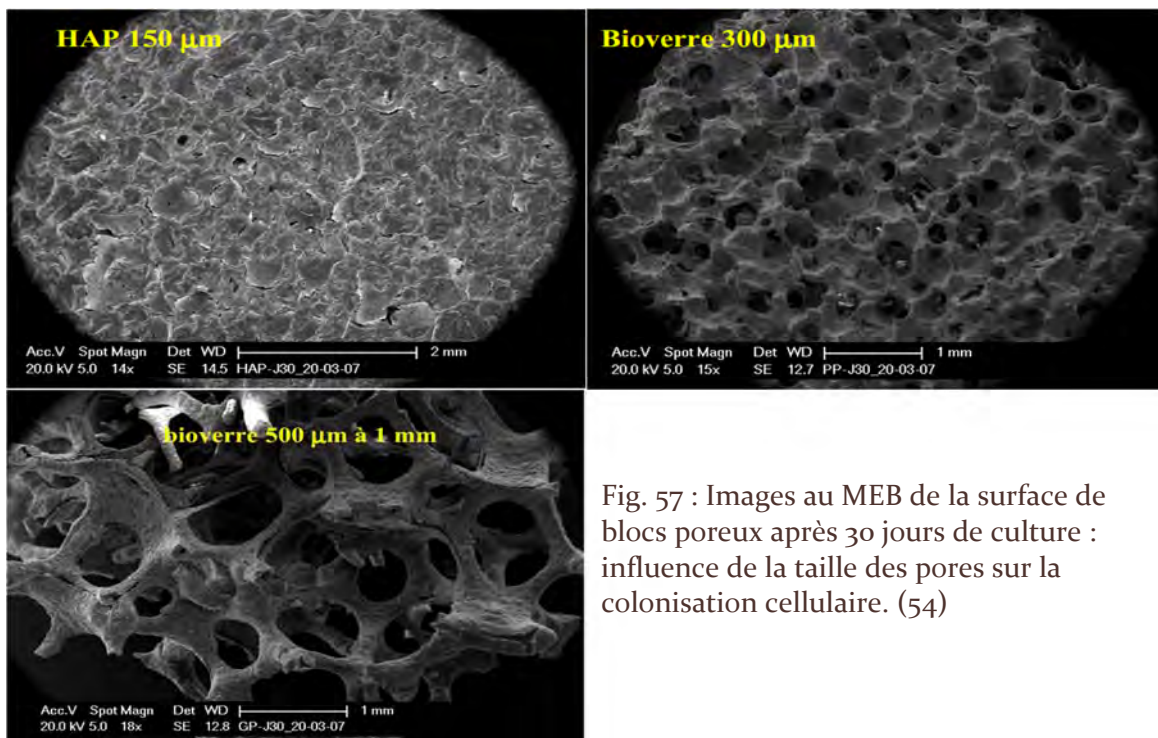 HAP 150 µm
Acc.V Spot Magn Det WD 2 mm
20.0 kV 5.0 14x SE 14.5 HAP-J30_20-03-07
Bioverre 300 µm
Acc.V Spot Magn Det WD 1 mm
20.0 kV 5.0 15x SE 12.7 PP-J30_20-03-07
bioverre 500 µm à 1 mm
Acc.V Spot Magn Det WD 1 mm
20.0 kV 5.0 18x SE 12.8 GP-J30_20-03-07
Fig. 57 : Images au MEB de la surface de
blocs poreux après 30 jours de culture :
influence de la taille des pores sur la
colonisation cellulaire. (54)